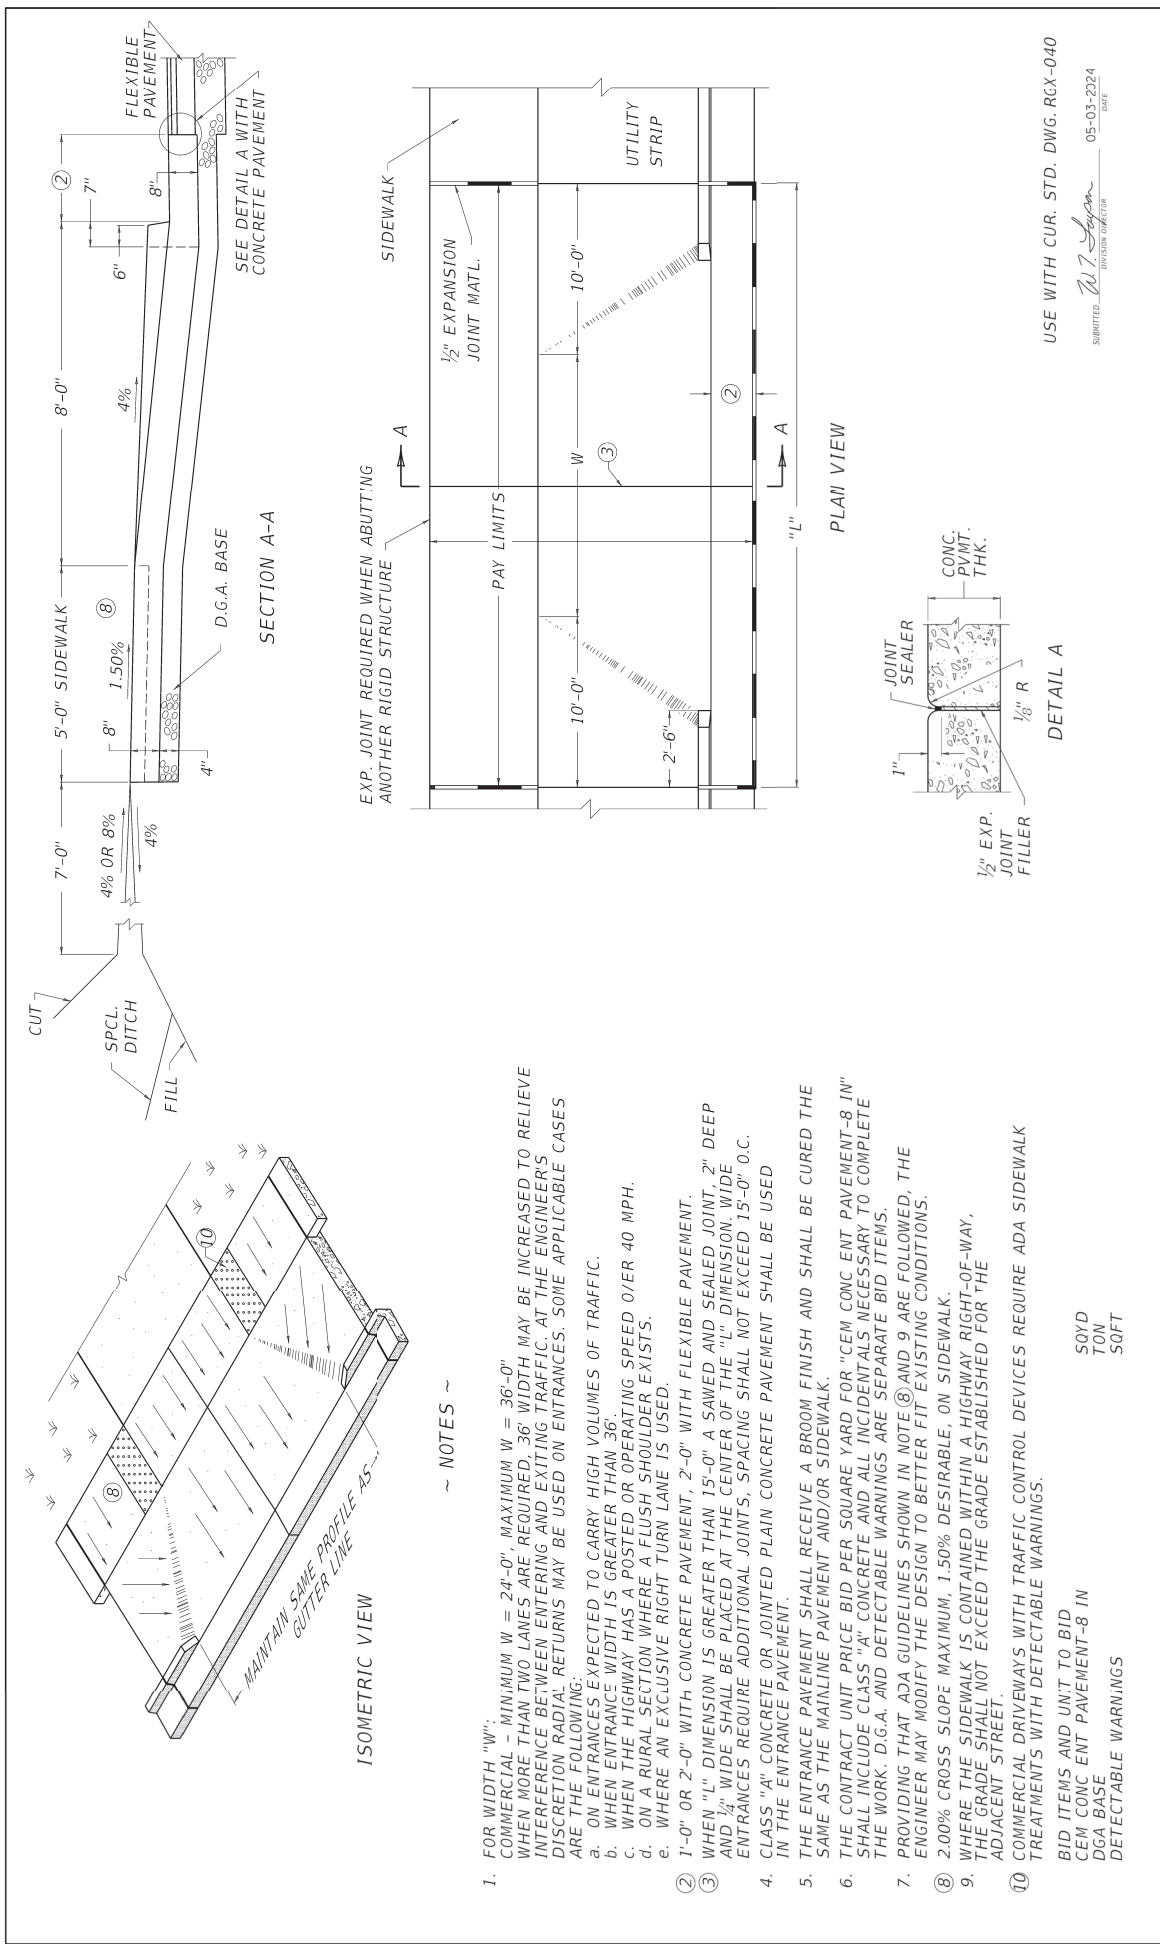 CUT
SPCL.
DITCH
FILL
7'-0"
4% OR 8%
4%
5'-0" SIDEWALK
8"
1.50%
8
4"
D.G.A. BASE
8'-0"
4%
6"
7"
2
8"
FLEXIBLE
PAVEMENT
SEE DETAIL A WITH
CONCRETE PAVEMENT
SECTION A-A
8
10
MAINTAIN SAME PROFILE AS
GUTTER LINE
ISOMETRIC VIEW
EXP. JOINT REQUIRED WHEN ABUTTING
ANOTHER RIGID STRUCTURE
A
SIDEWALK
1/2" EXPANSION
JOINT MATL.
PAY LIMITS
10'-0"
W
10'-0"
3
2'-6"
2
UTILITY
STRIP
A
"L"
PLAN VIEW
1"
JOINT
SEALER
CONC.
PVMT.
THK.
1/2" EXP.
JOINT
FILLER
1/8" R
DETAIL A
~ NOTES ~
1. FOR WIDTH "W":
COMMERCIAL - MINIMUM W = 24'-0", MAXIMUM W = 36'-0"
WHEN MORE THAN TWO LANES ARE REQUIRED, 36' WIDTH MAY BE INCREASED TO RELIEVE
INTERFERENCE BETWEEN ENTERING AND EXITING TRAFFIC. AT THE ENGINEER'S
DISCRETION RADIAL RETURNS MAY BE USED ON ENTRANCES. SOME APPLICABLE CASES
ARE THE FOLLOWING:
a. ON ENTRANCES EXPECTED TO CARRY HIGH VOLUMES OF TRAFFIC.
b. WHEN ENTRANCE WIDTH IS GREATER THAN 36'.
c. WHEN THE HIGHWAY HAS A POSTED OR OPERATING SPEED OVER 40 MPH.
d. ON A RURAL SECTION WHERE A FLUSH SHOULDER EXISTS.
e. WHERE AN EXCLUSIVE RIGHT TURN LANE IS USED.
2 1'-0" OR 2'-0" WITH CONCRETE PAVEMENT, 2'-0" WITH FLEXIBLE PAVEMENT.
3 WHEN "L" DIMENSION IS GREATER THAN 15'-0" A SAWED AND SEALED JOINT, 2" DEEP
AND 1/4" WIDE SHALL BE PLACED AT THE CENTER OF THE "L" DIMENSION. WIDE
ENTRANCES REQUIRE ADDITIONAL JOINTS, SPACING SHALL NOT EXCEED 15'-0" O.C.
4. CLASS "A" CONCRETE OR JOINTED PLAIN CONCRETE PAVEMENT SHALL BE USED
IN THE ENTRANCE PAVEMENT.
5. THE ENTRANCE PAVEMENT SHALL RECEIVE A BROOM FINISH AND SHALL BE CURED THE
SAME AS THE MAINLINE PAVEMENT AND/OR SIDEWALK.
6. THE CONTRACT UNIT PRICE BID PER SQUARE YARD FOR "CEM CONC ENT PAVEMENT-8 IN"
SHALL INCLUDE CLASS "A" CONCRETE AND ALL INCIDENTALS NECESSARY TO COMPLETE
THE WORK. D.G.A. AND DETECTABLE WARNINGS ARE SEPARATE BID ITEMS.
7. PROVIDING THAT ADA GUIDELINES SHOWN IN NOTE 8 AND 9 ARE FOLLOWED, THE
ENGINEER MAY MODIFY THE DESIGN TO BETTER FIT EXISTING CONDITIONS.
8 2.00% CROSS SLOPE MAXIMUM, 1.50% DESIRABLE, ON SIDEWALK.
9. WHERE THE SIDEWALK IS CONTAINED WITHIN A HIGHWAY RIGHT-OF-WAY,
THE GRADE SHALL NOT EXCEED THE GRADE ESTABLISHED FOR THE
ADJACENT STREET.
10 COMMERCIAL DRIVEWAYS WITH TRAFFIC CONTROL DEVICES REQUIRE ADA SIDEWALK
TREATMENTS WITH DETECTABLE WARNINGS.
BID ITEMS AND UNIT TO BID
CEM CONC ENT PAVEMENT-8 IN SQYD
DGA BASE TON
DETECTABLE WARNINGS SQFT
USE WITH CUR. STD. DWG. RGX-040
SUBMITTED 05-03-2024
DIVISION DIRECTOR DATE